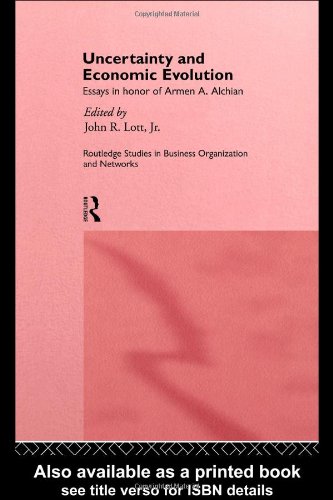 Uncertainty and
Economic Evolution
Essays in honor of Armen A. Alchian
Edited by
John R. Lott, Jr.
Routledge Studies in Business Organization
and Networks
ROUTLEDGE
Also available as a printed book
see title verso for ISBN details